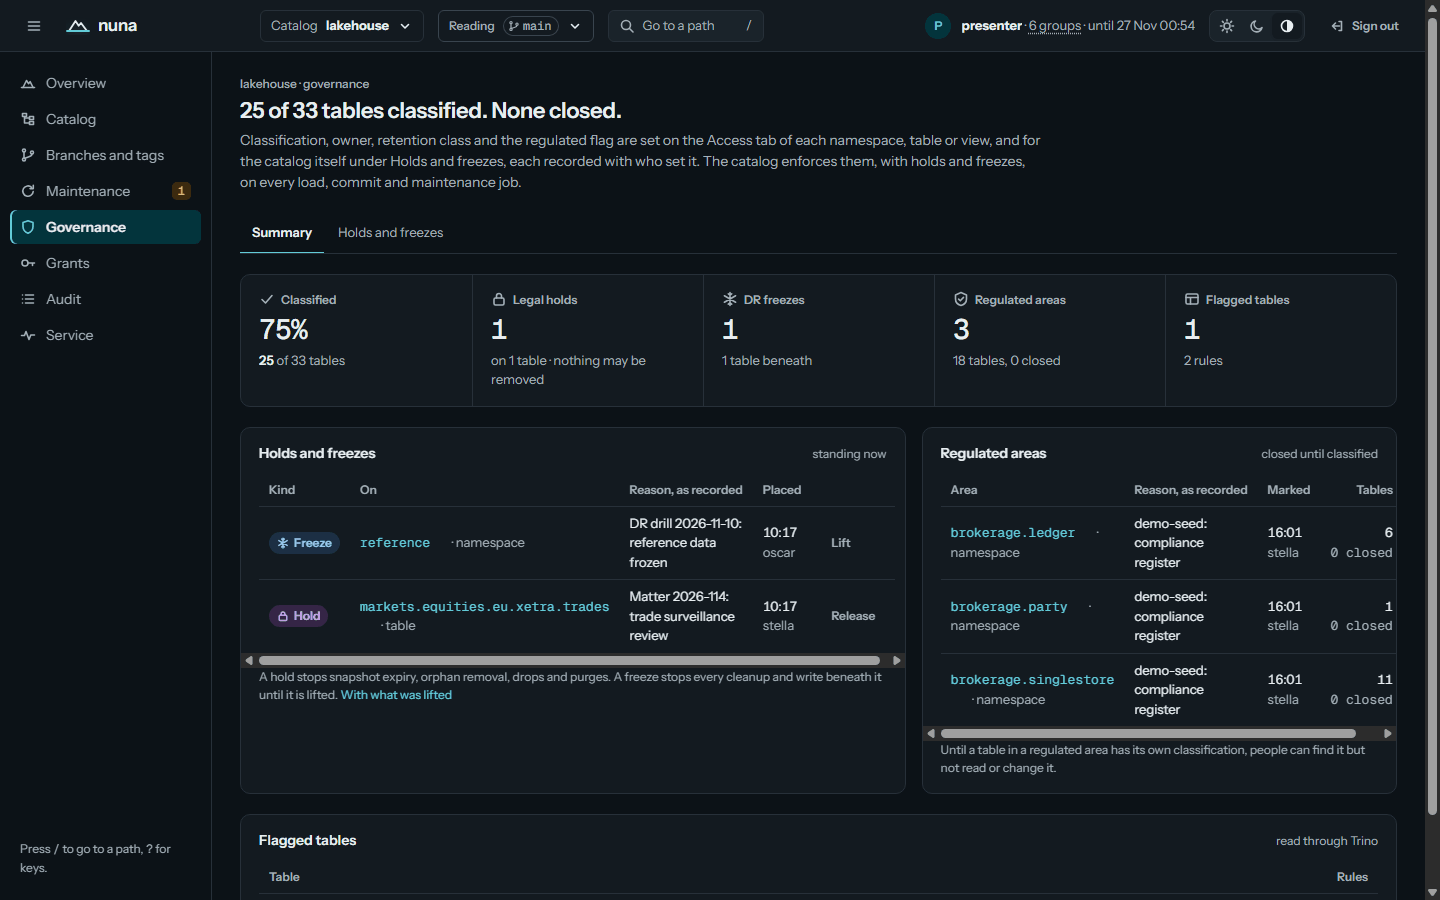 nuna
Catalog lakehouse
Reading main
Go to a path /
P presenter · 6 groups · until 27 Nov 00:54
Sign out
Overview
Catalog
Branches and tags
Maintenance 1
Governance
Grants
Audit
Service
Press / to go to a path, ? for
keys.
lakehouse · governance
25 of 33 tables classified. None closed.
Classification, owner, retention class and the regulated flag are set on the Access tab of each namespace, table or view, and for
the catalog itself under Holds and freezes, each recorded with who set it. The catalog enforces them, with holds and freezes,
on every load, commit and maintenance job.
Summary Holds and freezes
Classified
75%
25 of 33 tables
Legal holds
1
on 1 table · nothing may be
removed
DR freezes
1
1 table beneath
Regulated areas
3
18 tables, 0 closed
Flagged tables
1
2 rules
Holds and freezes standing now
Kind On Reason, as recorded Placed
Freeze reference · namespace
DR drill 2026-11-10:
reference data
frozen
10:17
oscar
Lift
Hold
markets.equities.eu.xetra.trades
· table
Matter 2026-114:
trade surveillance
review
10:17
stella
Release
A hold stops snapshot expiry, orphan removal, drops and purges. A freeze stops every cleanup and write beneath it
until it is lifted. With what was lifted
Regulated areas closed until classified
Area Reason, as recorded Marked Tables
brokerage.ledger ·
namespace
demo-seed:
compliance
register
16:01
stella
6
0 closed
brokerage.party ·
namespace
demo-seed:
compliance
register
16:01
stella
1
0 closed
brokerage.singlestore
· namespace
demo-seed:
compliance
register
16:01
stella
11
0 closed
Until a table in a regulated area has its own classification, people can find it but
not read or change it.
Flagged tables read through Trino
Table Rules